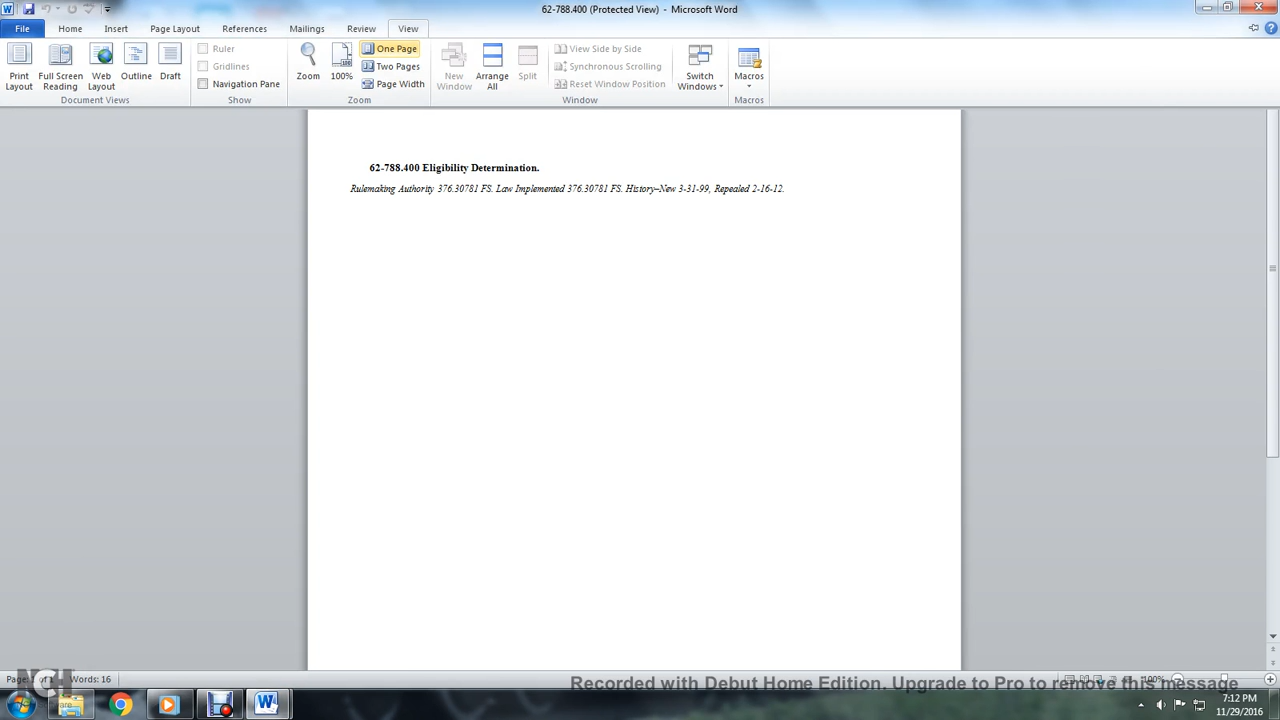 62-788.400 (Protected View) - Microsoft Word
File Home Insert Page Layout References Mailings Review View
Print Layout
Full Screen Reading
Web Layout
Outline
Draft
Document Views
Ruler
Gridlines
Navigation Pane
Show
Zoom
100%
One Page
Two Pages
Page Width
Zoom
New Window
Arrange All
Split
View Side by Side
Synchronous Scrolling
Reset Window Position
Window
Switch Windows
Macros
Macros
62-788.400 Eligibility Determination.
Rulemaking Authority 376.30781 FS. Law Implemented 376.30781 FS. History–New 3-31-99, Repealed 2-16-12.
Page: 
Words: 16
100%
NCH
Recorded with Debut Home Edition. Upgrade to Pro to remove this message
7:12 PM
11/29/2016